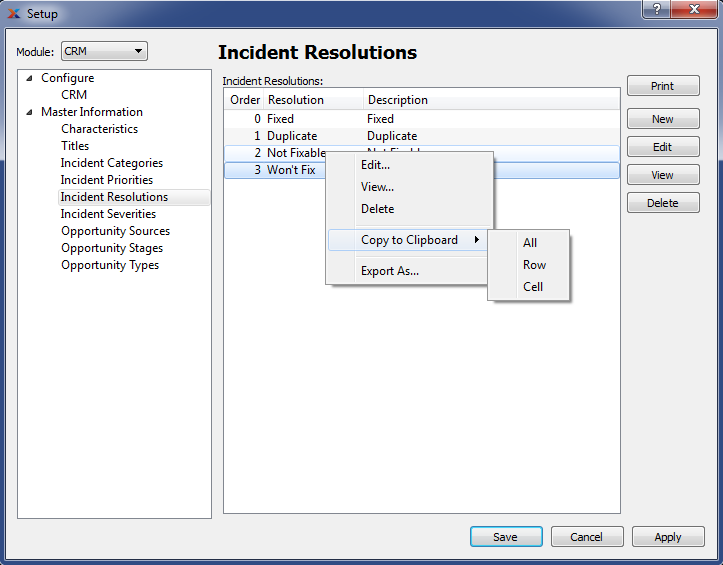 Setup
?
Module: CRM
Incident Resolutions
Configure
CRM
Master Information
Characteristics
Titles
Incident Categories
Incident Priorities
Incident Resolutions
Incident Severities
Opportunity Sources
Opportunity Stages
Opportunity Types
Incident Resolutions:
Order Resolution Description
0 Fixed Fixed
1 Duplicate Duplicate
2 Not Fixable
3 Won't Fix
Edit...
View...
Delete
Copy to Clipboard
Export As...
All
Row
Cell
Print
New
Edit
View
Delete
Save Cancel Apply